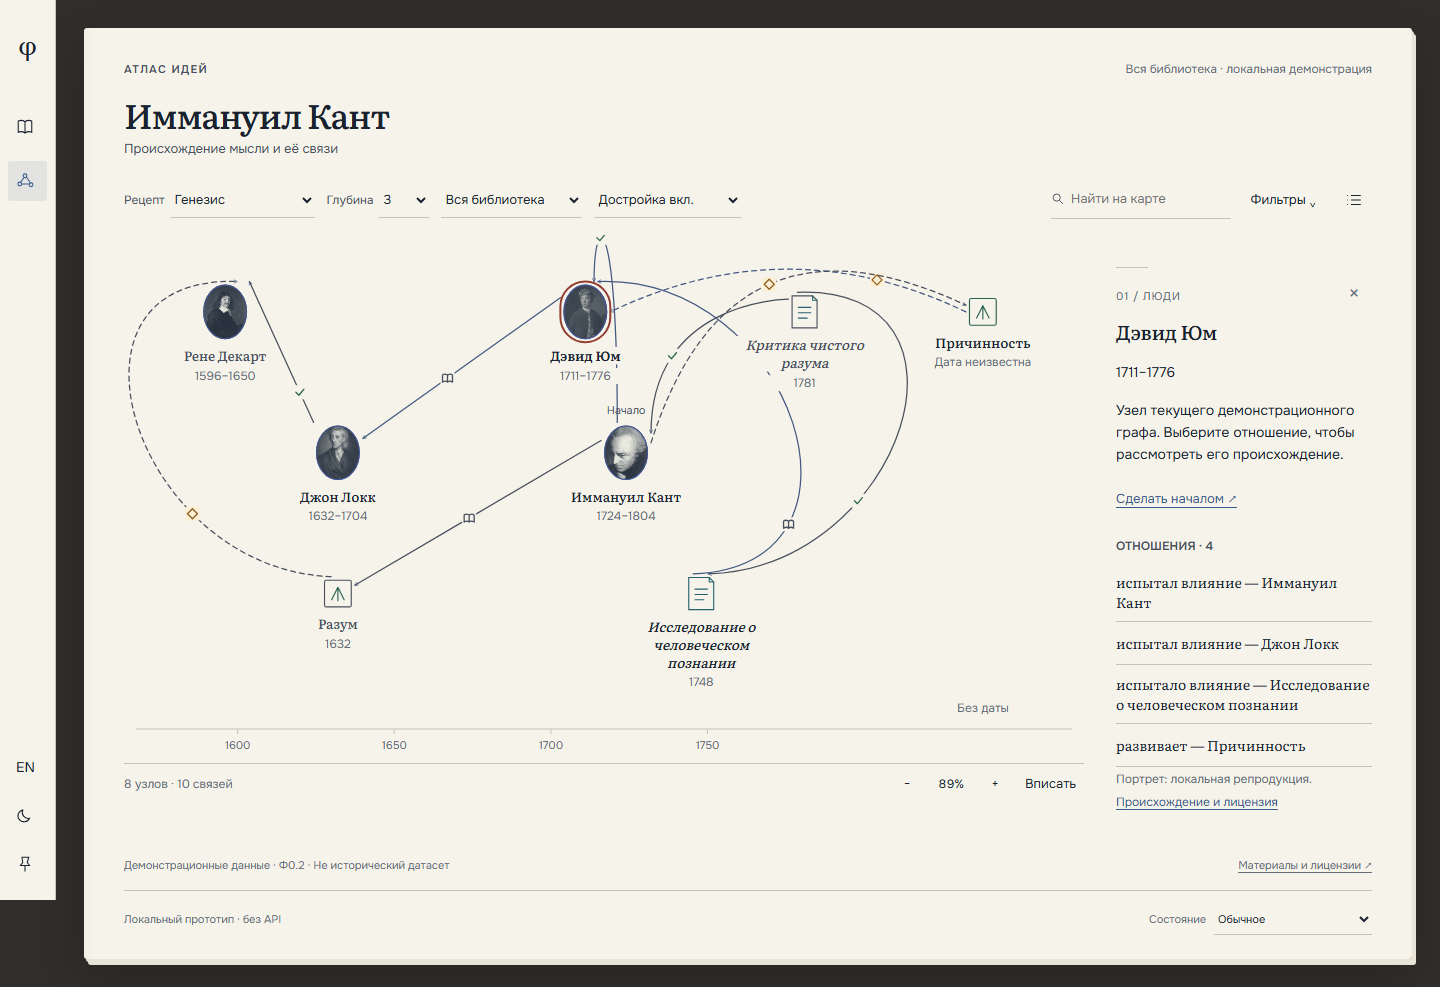 φ
АТЛАС ИДЕЙ
Вся библиотека · локальная демонстрация
Иммануил Кант
Происхождение мысли и её связи
Рецепт Генезис Глубина 3 Вся библиотека Достройка вкл.
Найти на карте Фильтры
Рене Декарт
1596–1650
Дэвид Юм
1711–1776
Критика чистого
разума
1781
Причинность
Дата неизвестна
Начало
Джон Локк
1632–1704
Иммануил Кант
1724–1804
Разум
1632
Исследование о
человеческом
познании
1748
Без даты
1600 1650 1700 1750
8 узлов · 10 связей
− 89% + Вписать
01 / ЛЮДИ ×
Дэвид Юм
1711–1776
Узел текущего демонстрационного
графа. Выберите отношение, чтобы
рассмотреть его происхождение.
Сделать началом ↗
ОТНОШЕНИЯ · 4
испытал влияние — Иммануил
Кант
испытал влияние — Джон Локк
испытало влияние — Исследование
о человеческом познании
развивает — Причинность
Портрет: локальная репродукция.
Происхождение и лицензия
EN
Демонстрационные данные · Ф0.2 · Не исторический датасет
Материалы и лицензии ↗
Локальный прототип · без API
Состояние Обычное